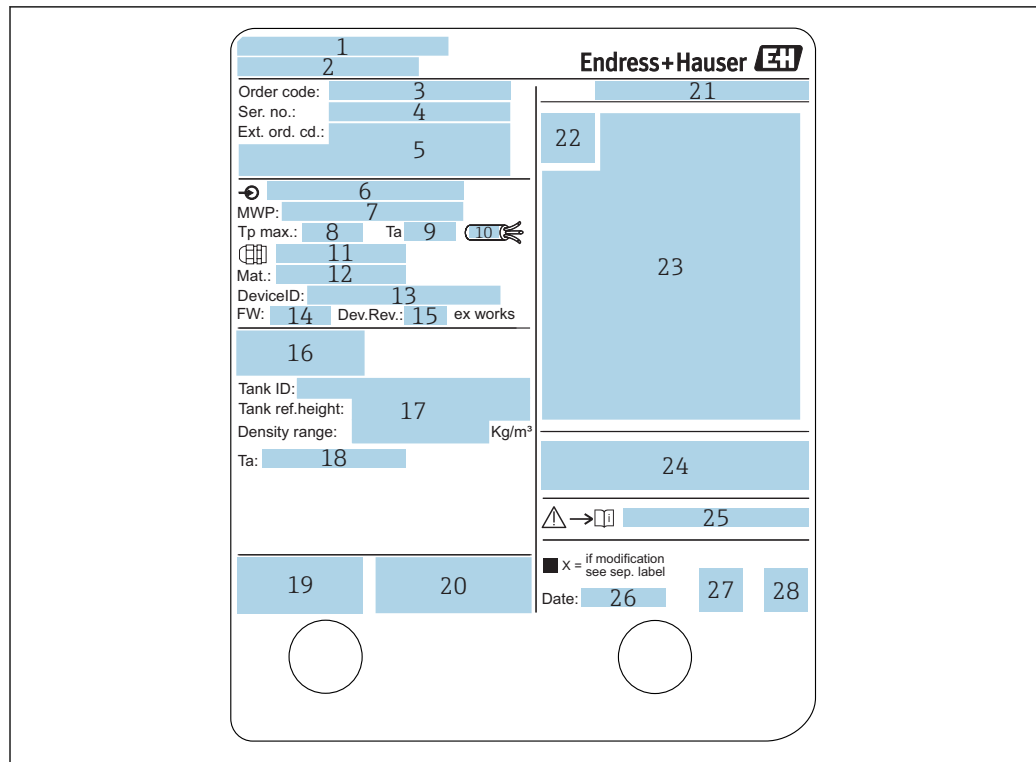 1
2
Endress+Hauser EH
Order code: 3
Ser. no.: 4
Ext. ord. cd.:
5
6
MWP: 7
Tp max.: 8 Ta 9 10
11
Mat.: 12
DeviceID: 13
FW: 14 Dev.Rev.: 15 ex works
16
Tank ID:
Tank ref.height: 17
Density range: Kg/m³
Ta: 18
19 20
21
22
23
24
i 25
X = if modification
see sep. label
Date: 26 27 28